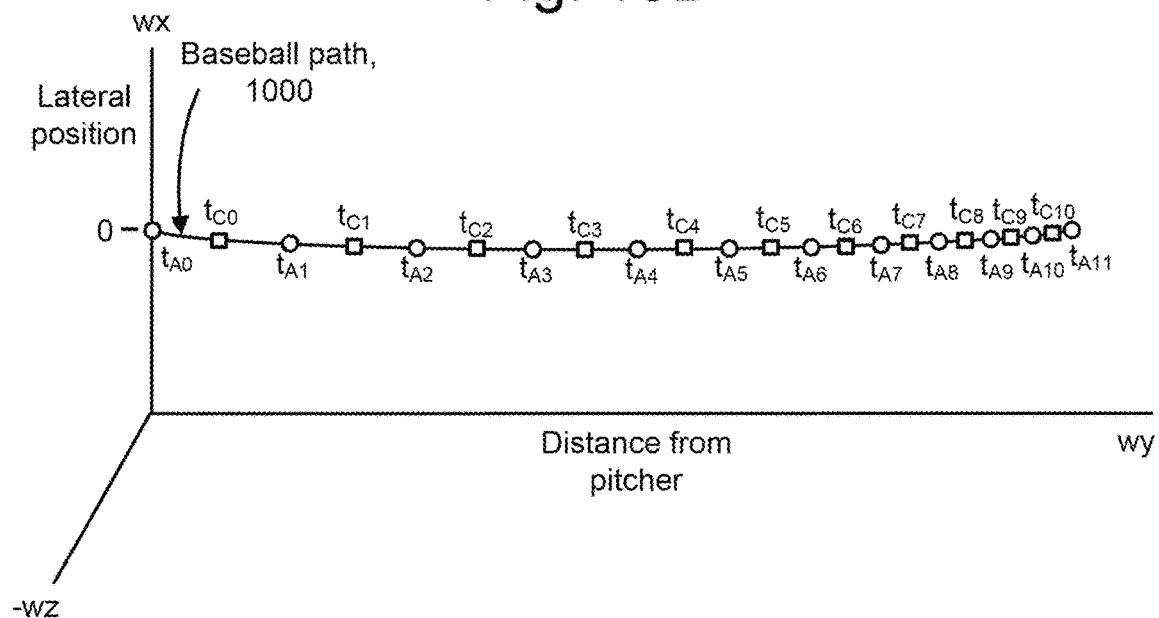 wx
Baseball path,
1000
Lateral
position
0
tC0 tC1 tC2 tC3 tC4 tC5 tC6 tC7 tC8 tC9 tC10
tA0 tA1 tA2 tA3 tA4 tA5 tA6 tA7 tA8 tA9 tA10 tA11
Distance from
pitcher
wy
-wz